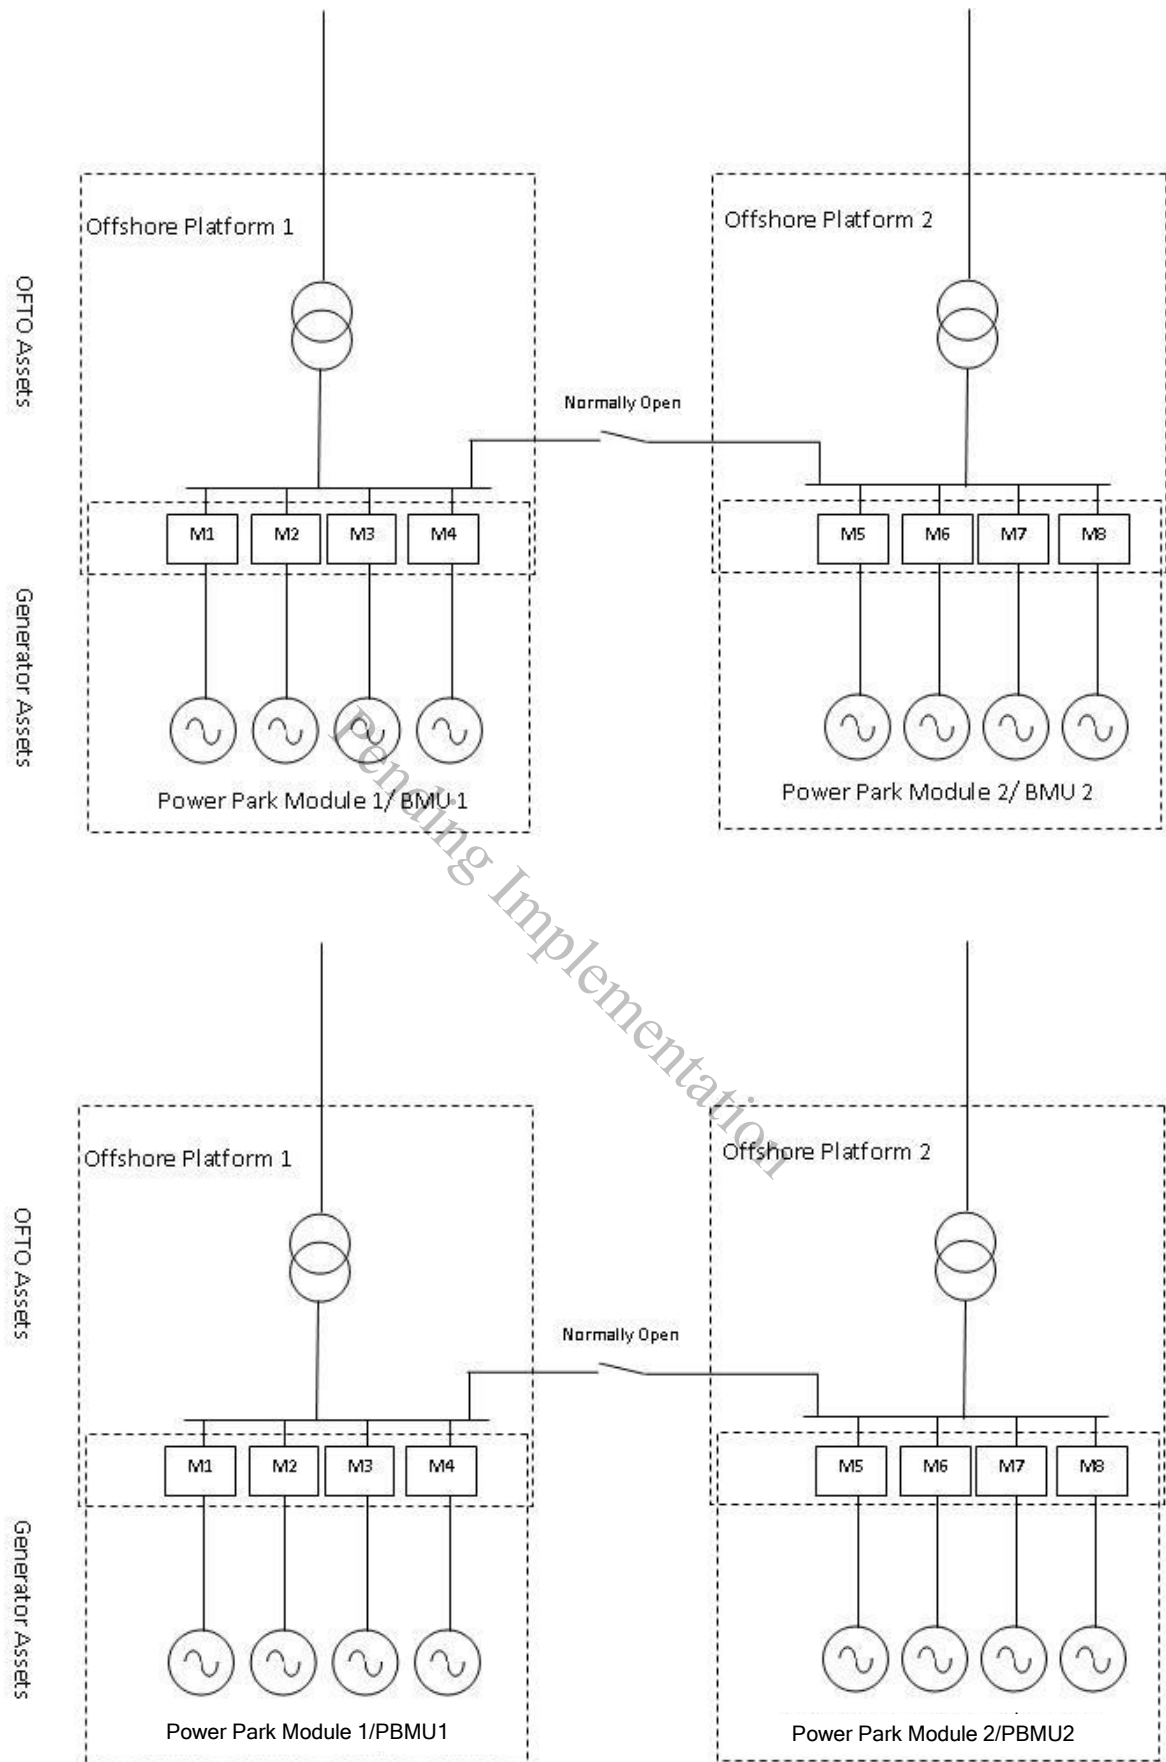 Offshore Platform 1
Offshore Platform 2
OFTO Assets
Normally Open
M1 M2 M3 M4
M5 M6 M7 M8
Generator Assets
Power Park Module 1/ BMU 1
Power Park Module 2/ BMU 2
Pending Implementation
Offshore Platform 1
Offshore Platform 2
OFTO Assets
Normally Open
M1 M2 M3 M4
M5 M6 M7 M8
Generator Assets
Power Park Module 1/PBMU1
Power Park Module 2/PBMU2